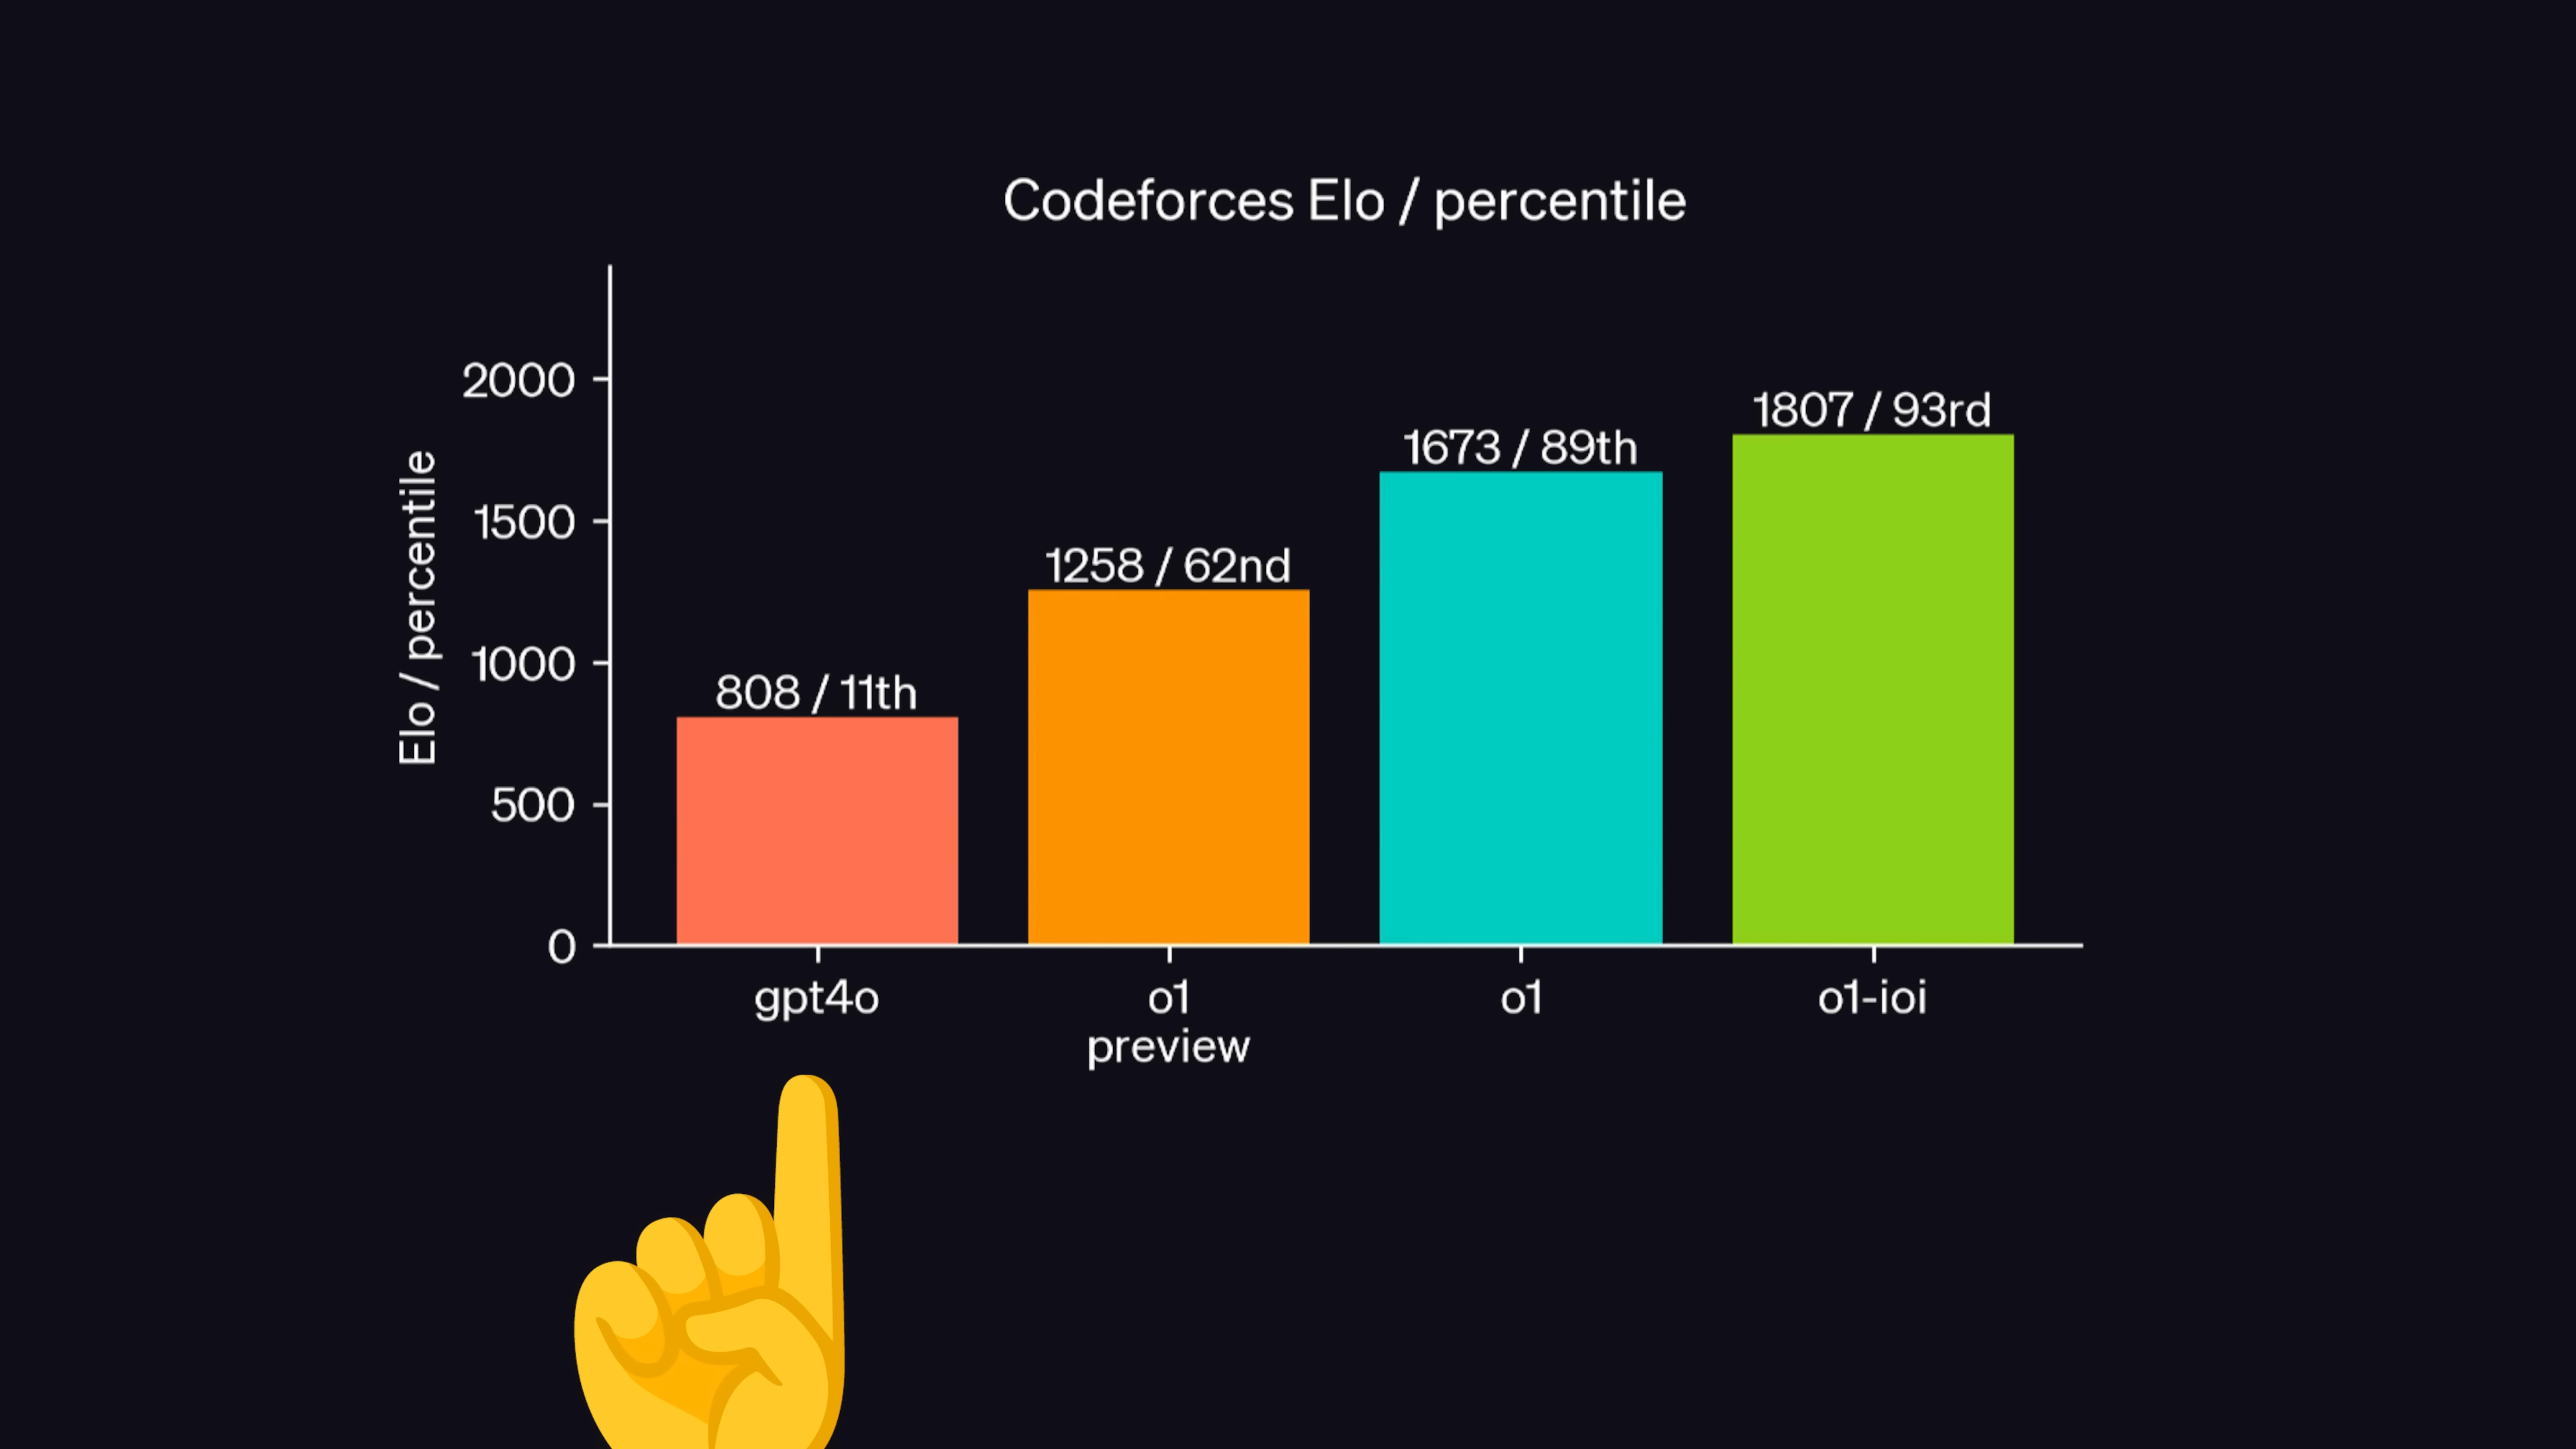 Codeforces Elo / percentile
Elo / percentile
2000
1500
1000
500
0
808 / 11th
1258 / 62nd
1673 / 89th
1807 / 93rd
gpt4o
o1
preview
o1
o1-ioi